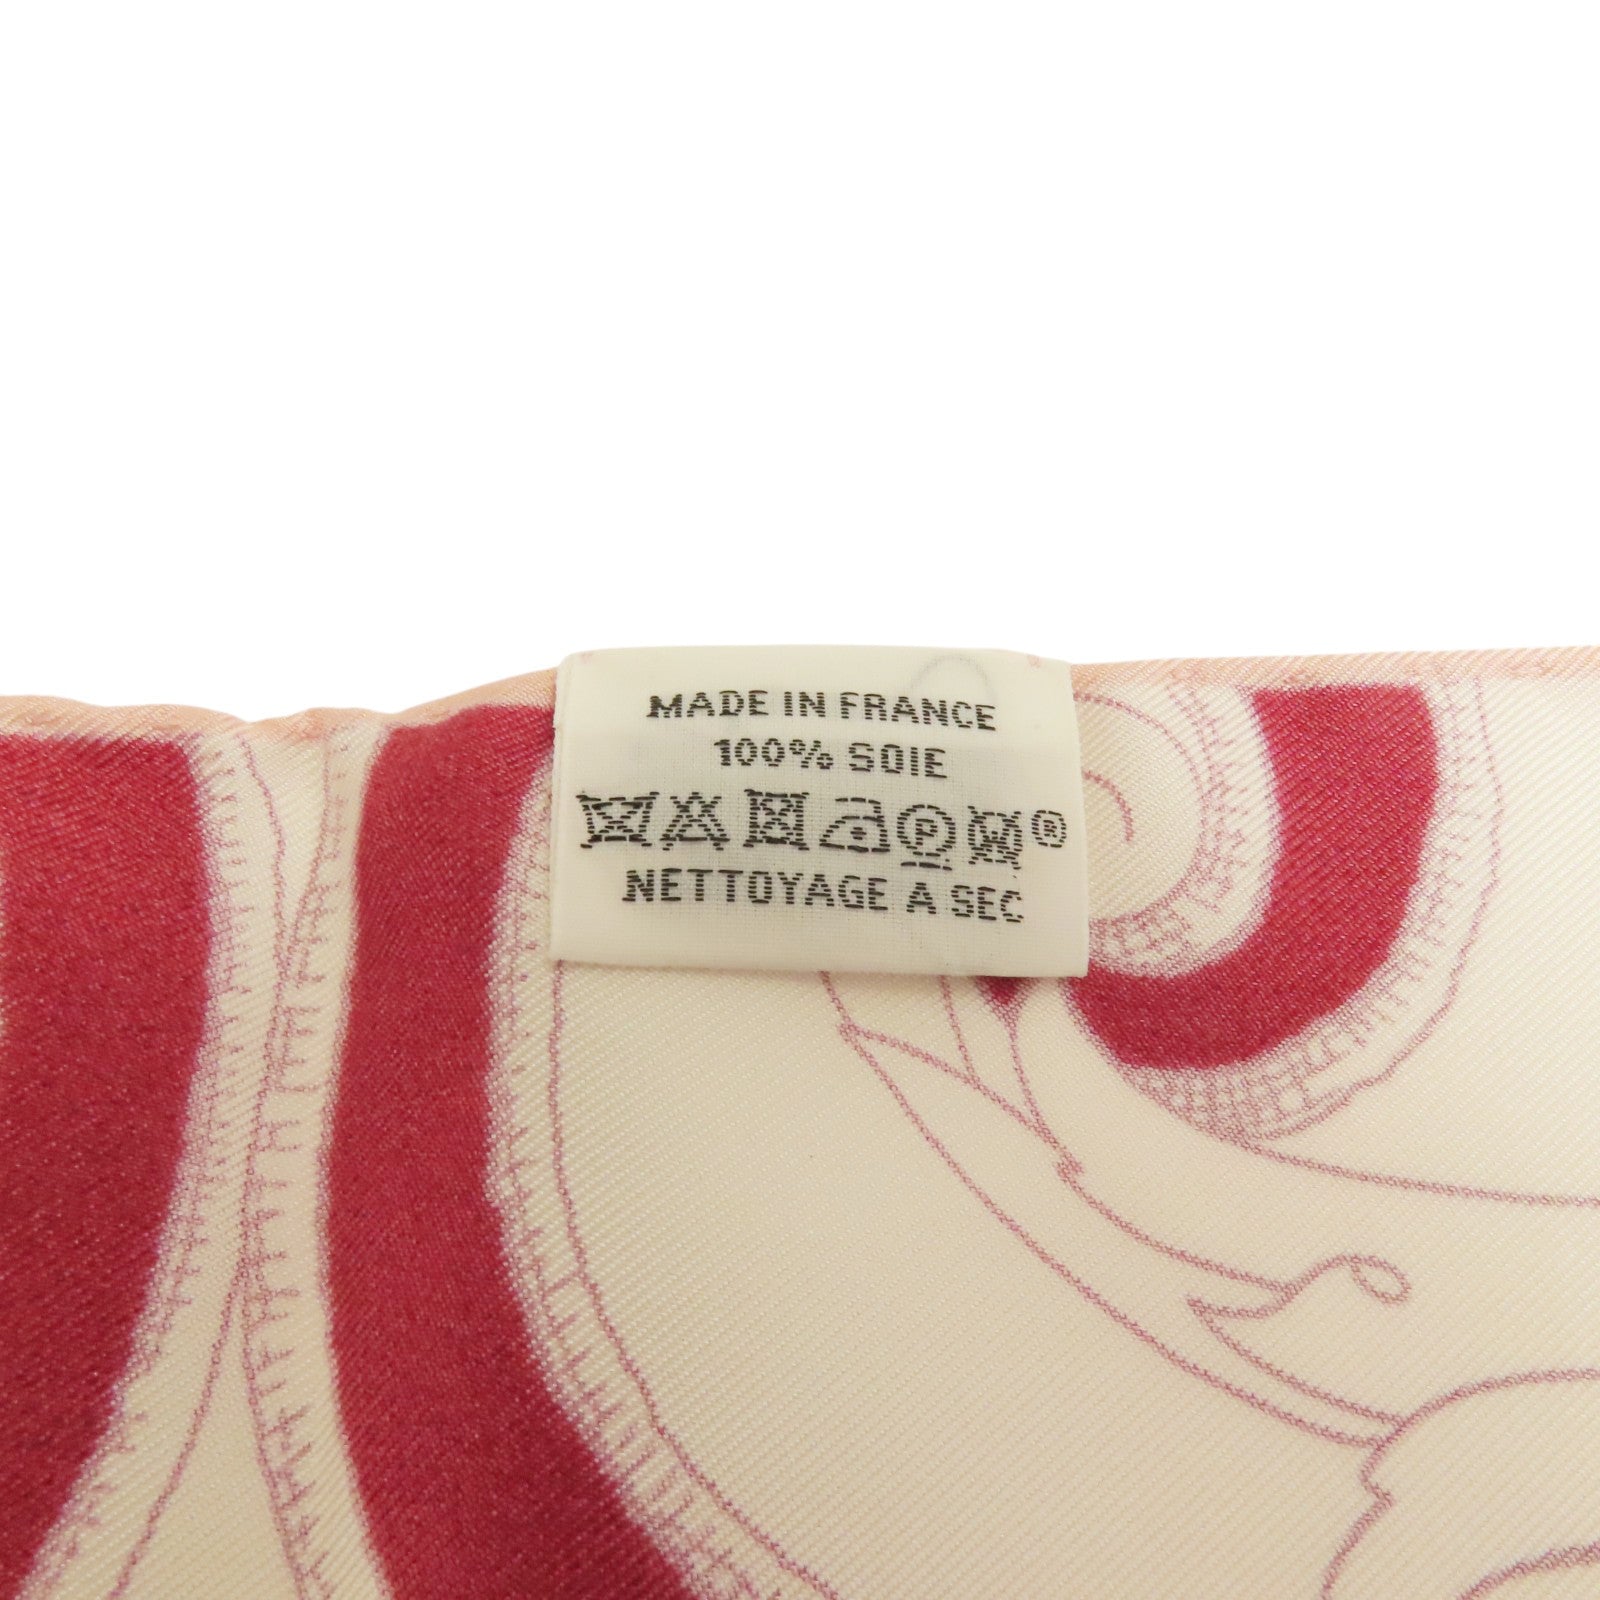 MADE IN FRANCE
100% SOIE
P ®
NETTOYAGE A SEC